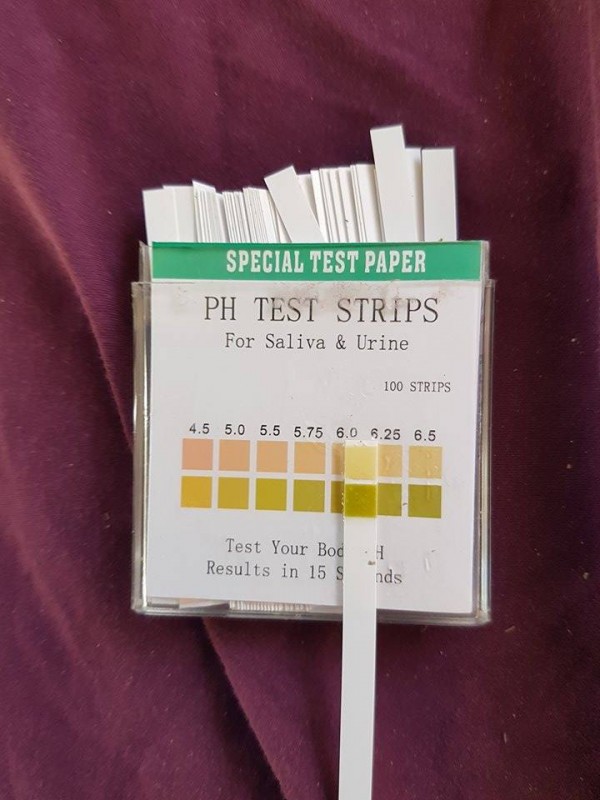 SPECIAL TEST PAPER
PH TEST STRIPS
For Saliva & Urine
100 STRIPS
4.5 5.0 5.5 5.75 6.0 6.25 6.5
Test Your
Results in 15